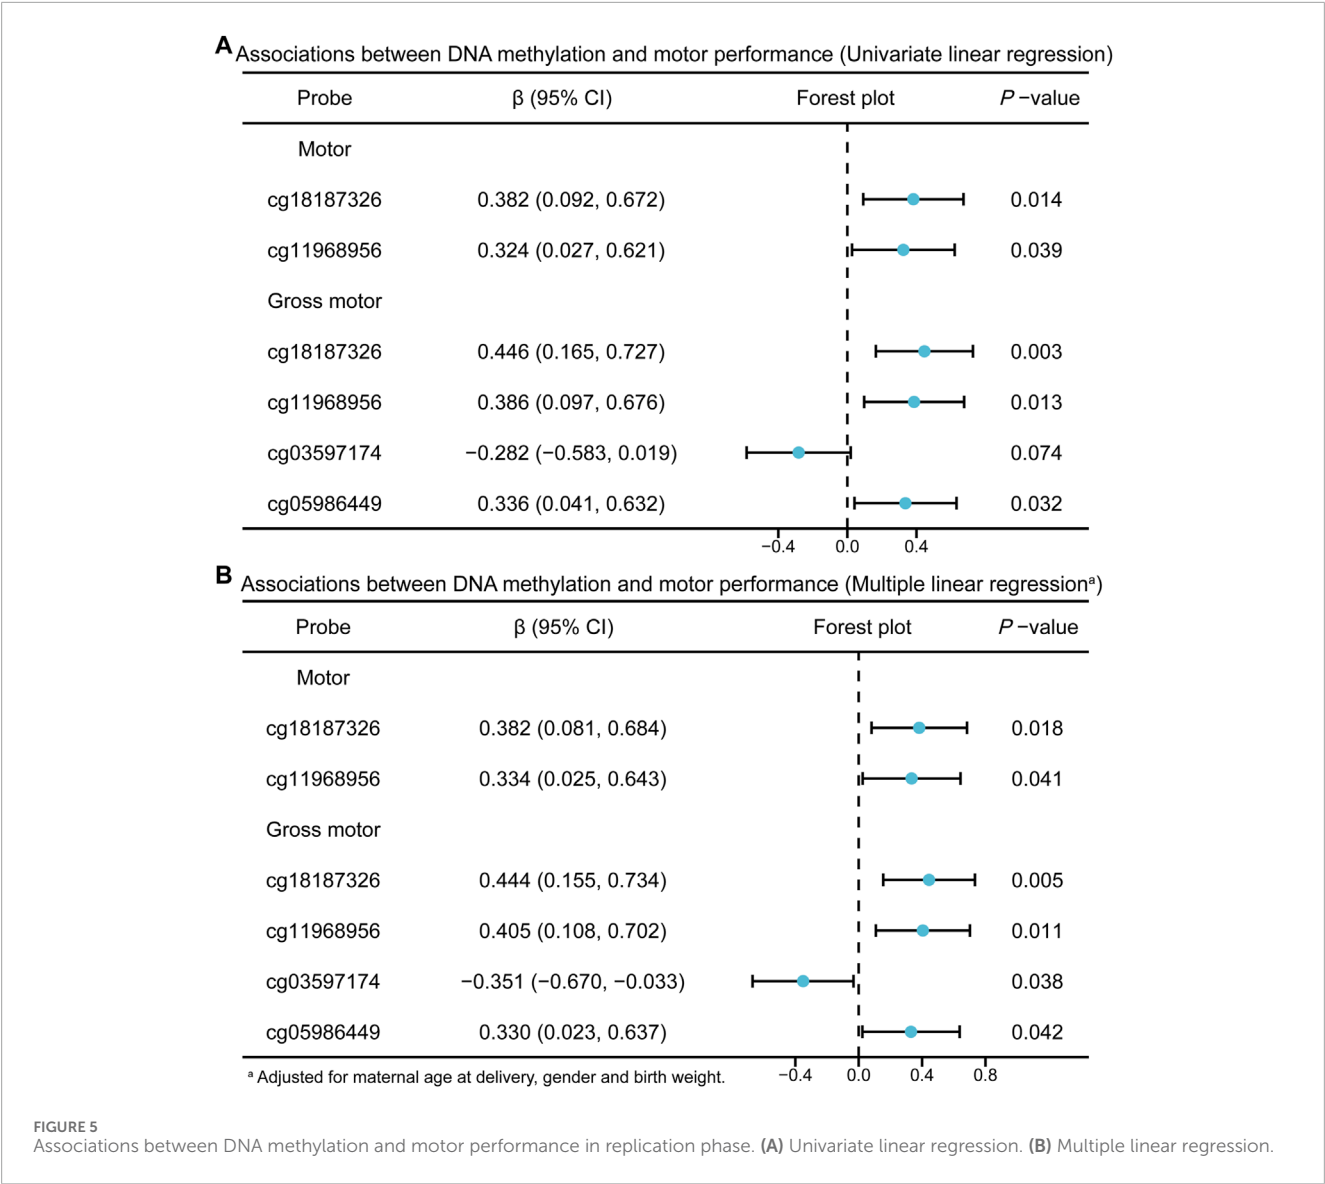 A Associations between DNA methylation and motor performance (Univariate linear regression)
Probe β (95% CI) Forest plot P −value
Motor
cg18187326 0.382 (0.092, 0.672) 0.014
cg11968956 0.324 (0.027, 0.621) 0.039
Gross motor
cg18187326 0.446 (0.165, 0.727) 0.003
cg11968956 0.386 (0.097, 0.676) 0.013
cg03597174 −0.282 (−0.583, 0.019) 0.074
cg05986449 0.336 (0.041, 0.632) 0.032
−0.4 0.0 0.4
B Associations between DNA methylation and motor performance (Multiple linear regressionᵃ)
Probe β (95% CI) Forest plot P −value
Motor
cg18187326 0.382 (0.081, 0.684) 0.018
cg11968956 0.334 (0.025, 0.643) 0.041
Gross motor
cg18187326 0.444 (0.155, 0.734) 0.005
cg11968956 0.405 (0.108, 0.702) 0.011
cg03597174 −0.351 (−0.670, −0.033) 0.038
cg05986449 0.330 (0.023, 0.637) 0.042
ᵃ Adjusted for maternal age at delivery, gender and birth weight. −0.4 0.0 0.4 0.8
FIGURE 5
Associations between DNA methylation and motor performance in replication phase. (A) Univariate linear regression. (B) Multiple linear regression.